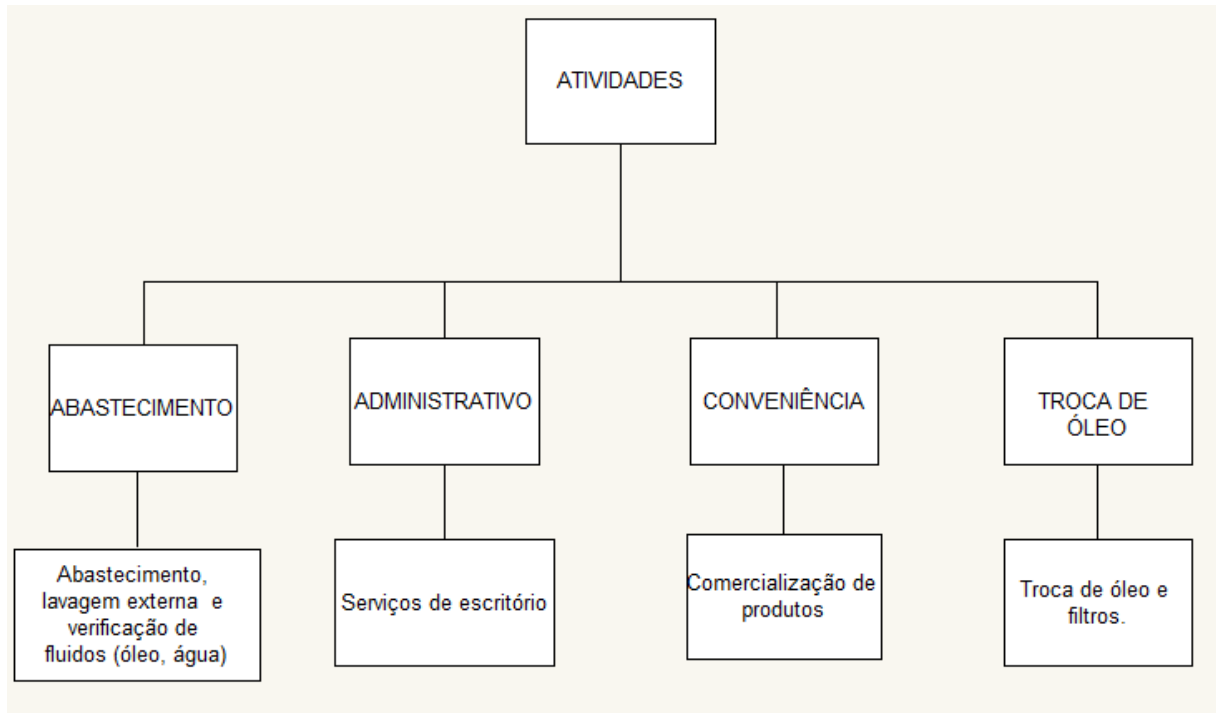 ATIVIDADES
ABASTECIMENTO
ADMINISTRATIVO
CONVENIÊNCIA
TROCA DE
ÓLEO
Abastecimento,
lavagem externa e
verificação de
fluidos (óleo, água)
Serviços de escritório
Comercialização de
produtos
Troca de óleo e
filtros.